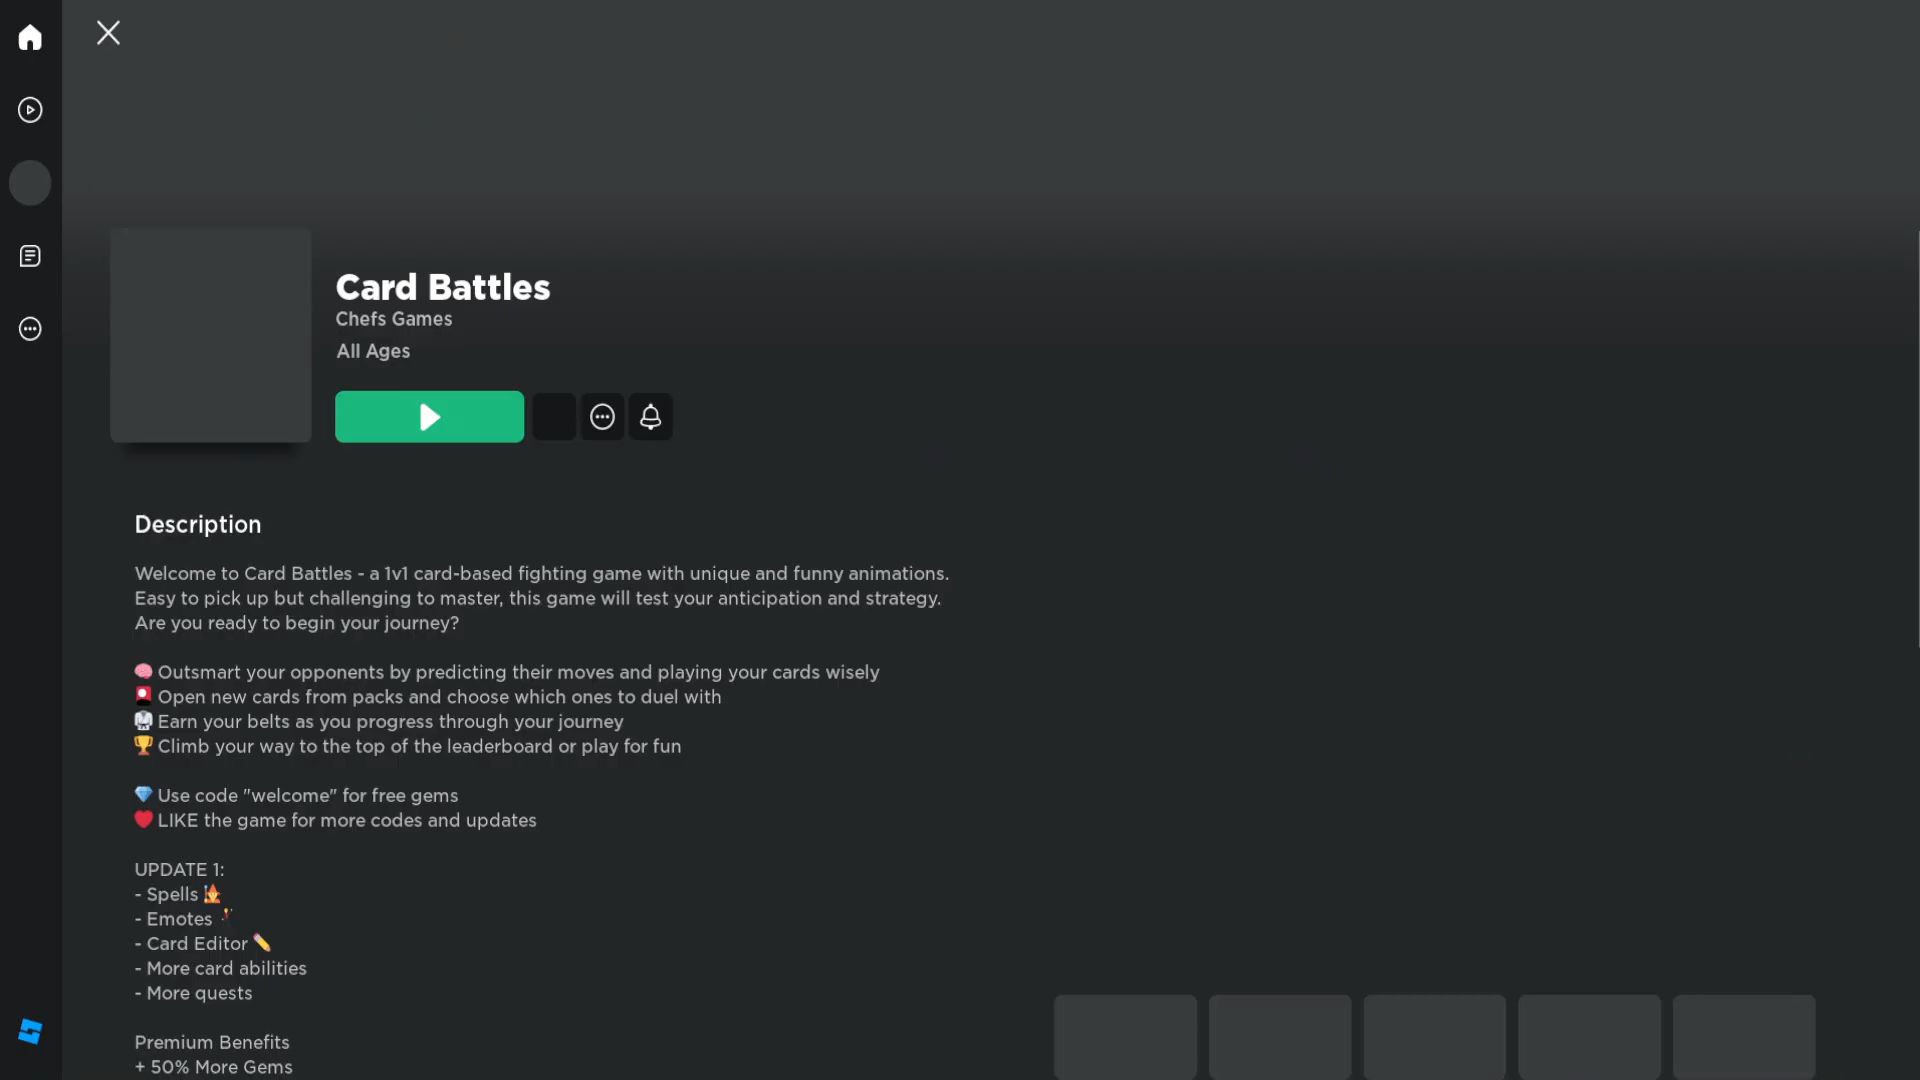 Card Battles
Chefs Games
All Ages
Description
Welcome to Card Battles - a 1v1 card-based fighting game with unique and funny animations.
Easy to pick up but challenging to master, this game will test your anticipation and strategy.
Are you ready to begin your journey?
🧠 Outsmart your opponents by predicting their moves and playing your cards wisely
🎴 Open new cards from packs and choose which ones to duel with
🥋 Earn your belts as you progress through your journey
🏆 Climb your way to the top of the leaderboard or play for fun
💎 Use code "welcome" for free gems
❤️ LIKE the game for more codes and updates
UPDATE 1:
- Spells
- Emotes
- Card Editor ✏️
- More card abilities
- More quests
Premium Benefits
+ 50% More Gems